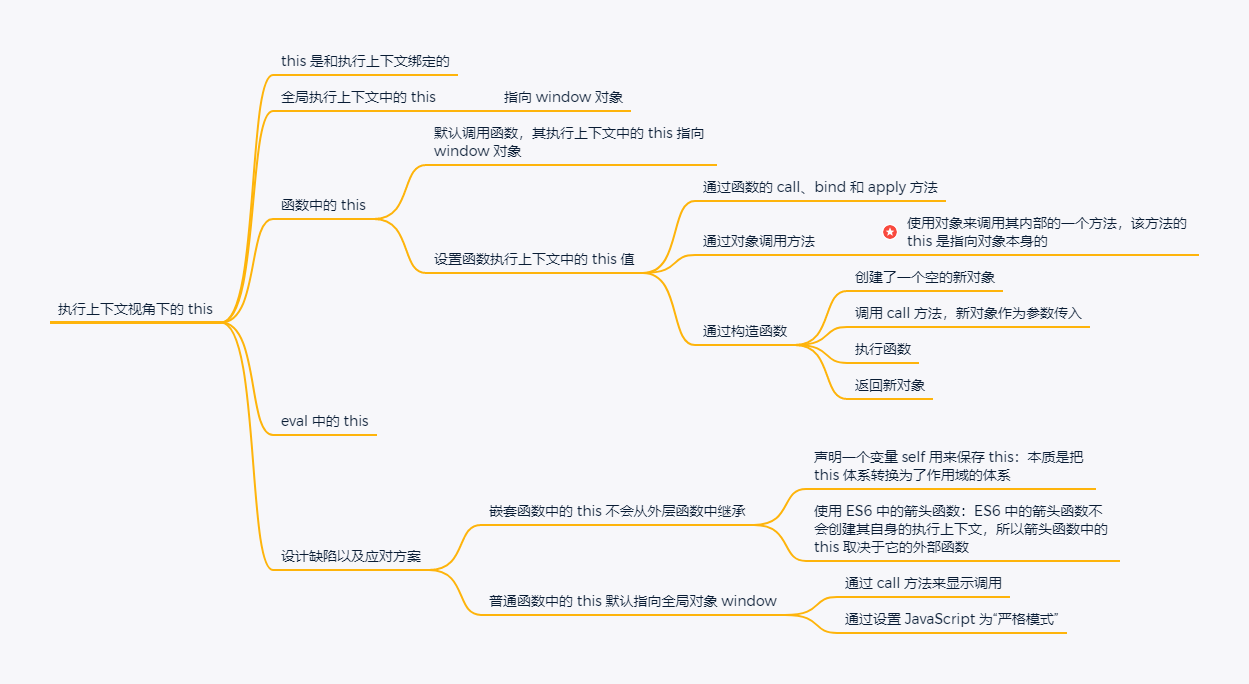 执行上下文视角下的 this
this 是和执行上下文绑定的
全局执行上下文中的 this
指向 window 对象
函数中的 this
默认调用函数，其执行上下文中的 this 指向
window 对象
设置函数执行上下文中的 this 值
通过函数的 call、bind 和 apply 方法
通过对象调用方法
使用对象来调用其内部的一个方法，该方法的
this 是指向对象本身的
通过构造函数
创建了一个空的新对象
调用 call 方法，新对象作为参数传入
执行函数
返回新对象
eval 中的 this
设计缺陷以及应对方案
嵌套函数中的 this 不会从外层函数中继承
声明一个变量 self 用来保存 this：本质是把
this 体系转换为了作用域的体系
使用 ES6 中的箭头函数：ES6 中的箭头函数不
会创建其自身的执行上下文，所以箭头函数中的
this 取决于它的外部函数
普通函数中的 this 默认指向全局对象 window
通过 call 方法来显示调用
通过设置 JavaScript 为“严格模式”